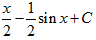 x/2 - 1/2 sin x + C